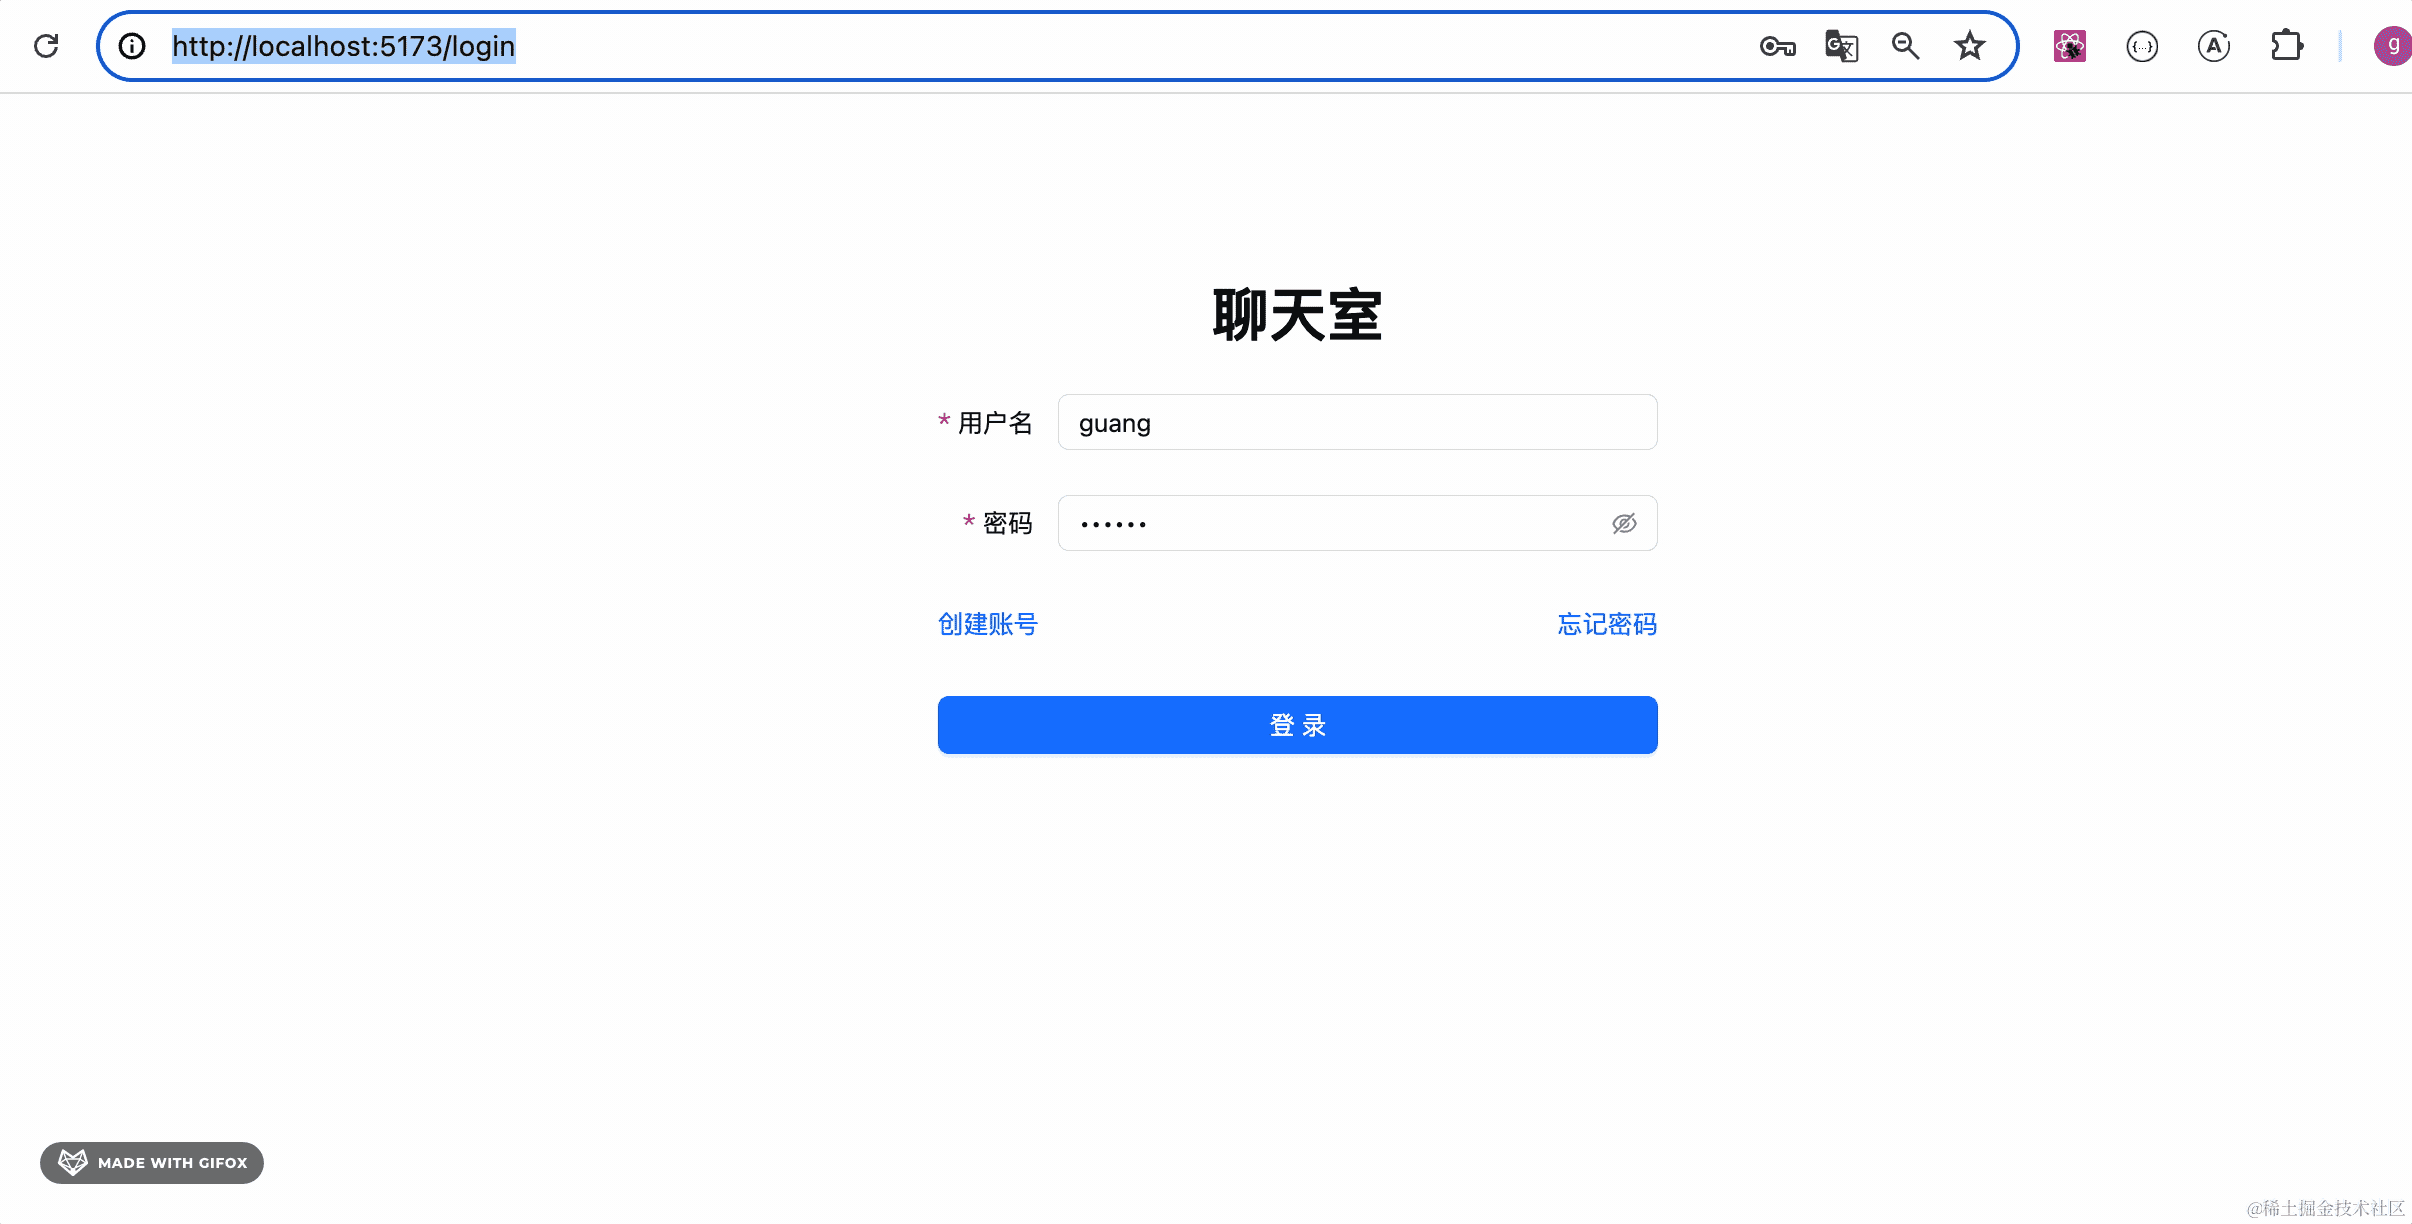 http://localhost:5173/login
g
聊天室
* 用户名 guang
* 密码 ••••••
创建账号 忘记密码
登 录
MADE WITH GIFOX
@稀土掘金技术社区